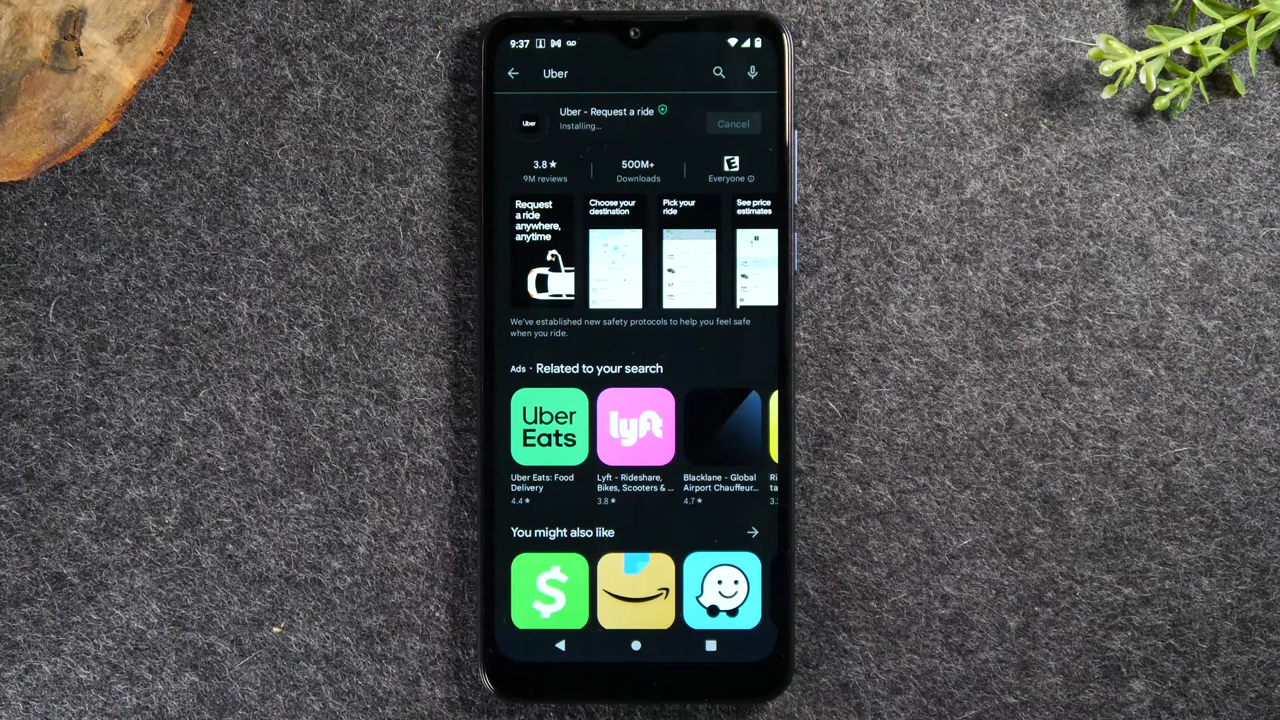 9:37
Uber
Uber
Uber - Request a ride
Installing...
Cancel
3.8★
9M reviews
500M+
Downloads
E
Everyone
Request
a ride
anywhere,
anytime
Choose your
destination
Pick your
ride
See price
estimates
We've established new safety protocols to help you feel safe
when you ride.
Ads · Related to your search
Uber
Eats
lyft
Uber Eats: Food
Delivery
4.4★
Lyft - Rideshare,
Bikes, Scooters & ...
3.8★
Blacklane - Global
Airport Chauffeur...
4.7★
Ri
ta
3.
You might also like
$